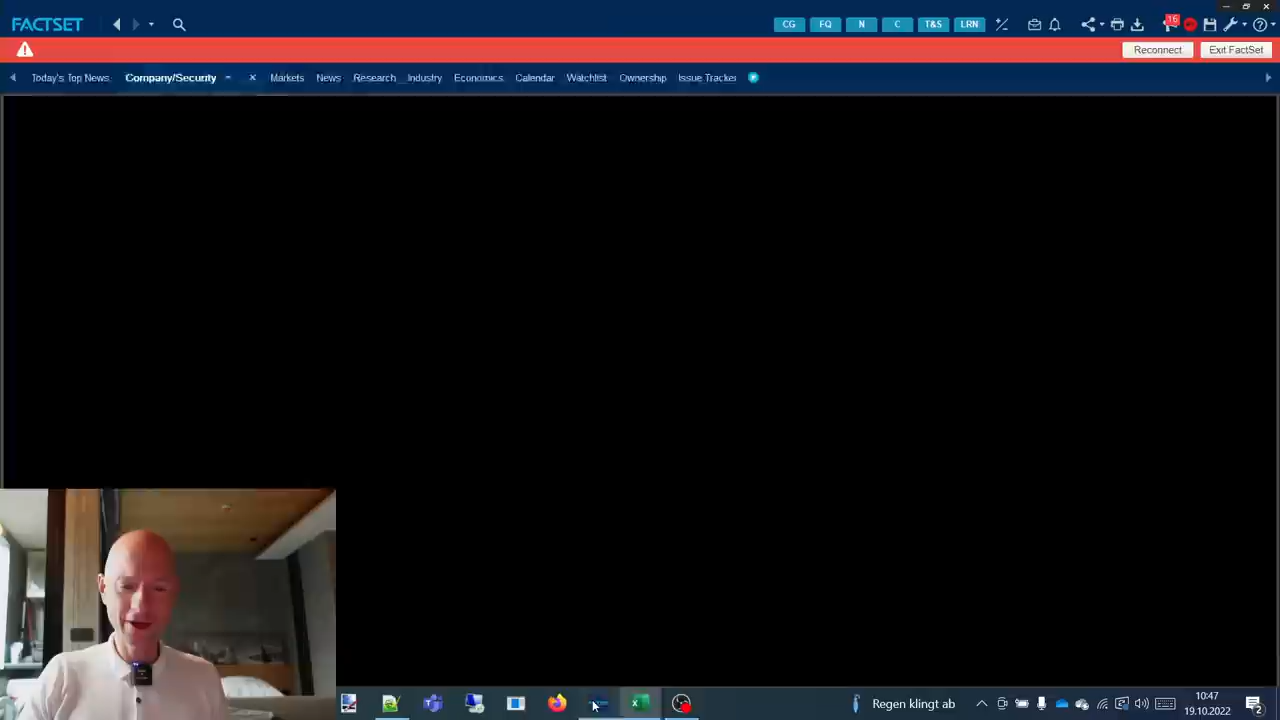 FACTSET
CG FQ N C T&S LRN
16
Reconnect Exit FactSet
Today's Top News Company/Security Markets News Research Industry Economics Calendar Watchlist Ownership Issue Tracker
Regen klingt ab
10:47
19.10.2022
2